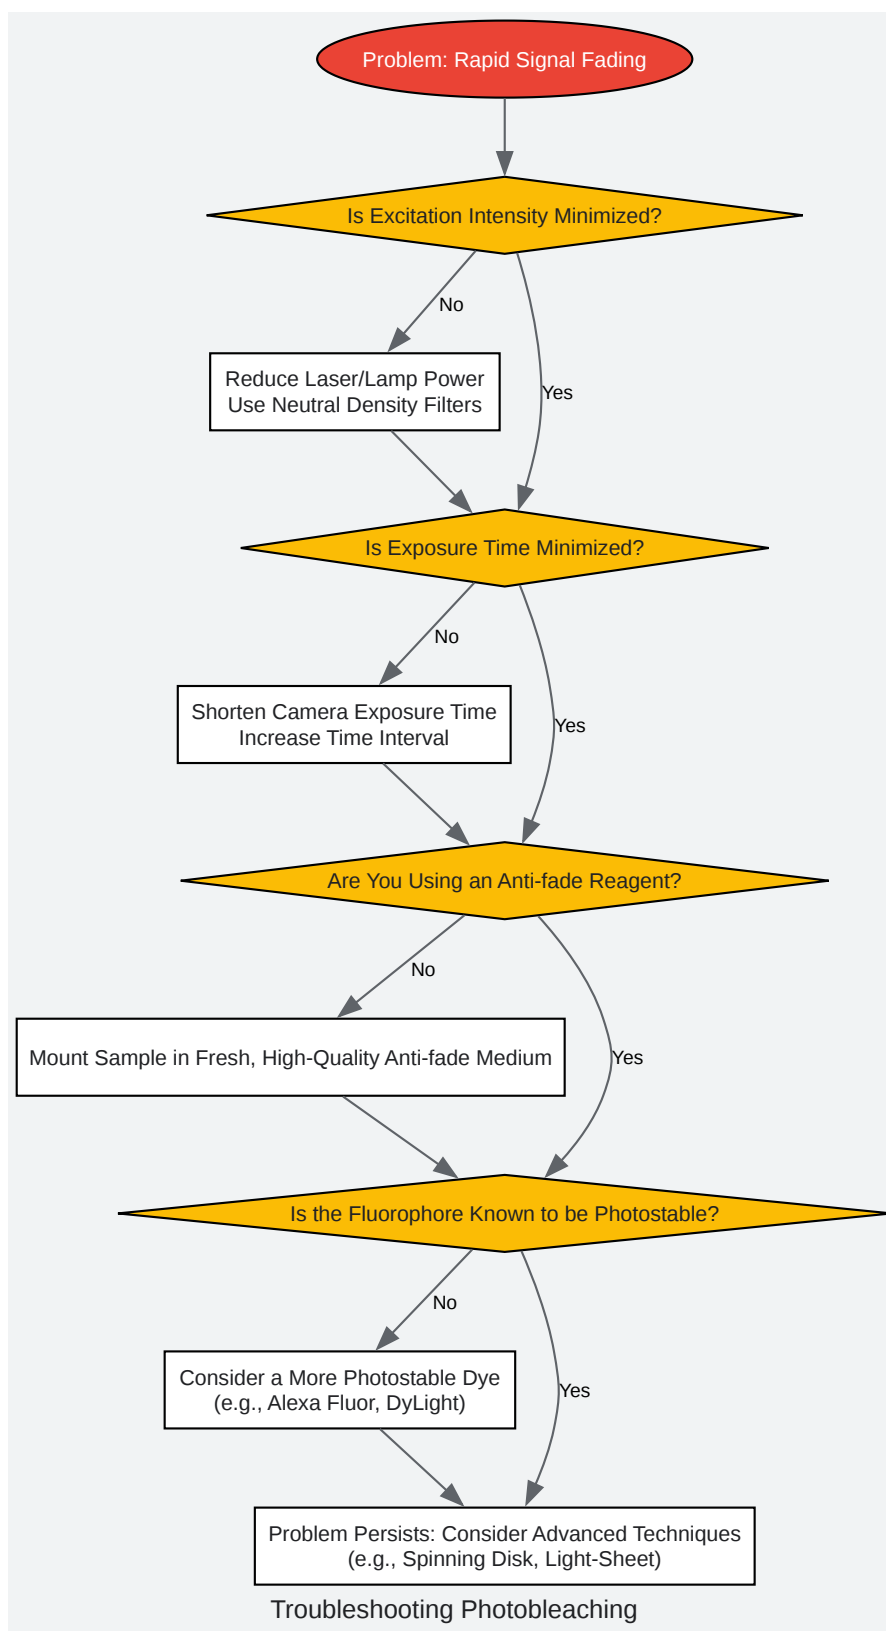 Problem: Rapid Signal Fading
Is Excitation Intensity Minimized?
No
Reduce Laser/Lamp Power
Use Neutral Density Filters
Yes
Is Exposure Time Minimized?
No
Shorten Camera Exposure Time
Increase Time Interval
Yes
Are You Using an Anti-fade Reagent?
No
Mount Sample in Fresh, High-Quality Anti-fade Medium
Yes
Is the Fluorophore Known to be Photostable?
No
Consider a More Photostable Dye
(e.g., Alexa Fluor, DyLight)
Yes
Problem Persists: Consider Advanced Techniques
(e.g., Spinning Disk, Light-Sheet)
Troubleshooting Photobleaching